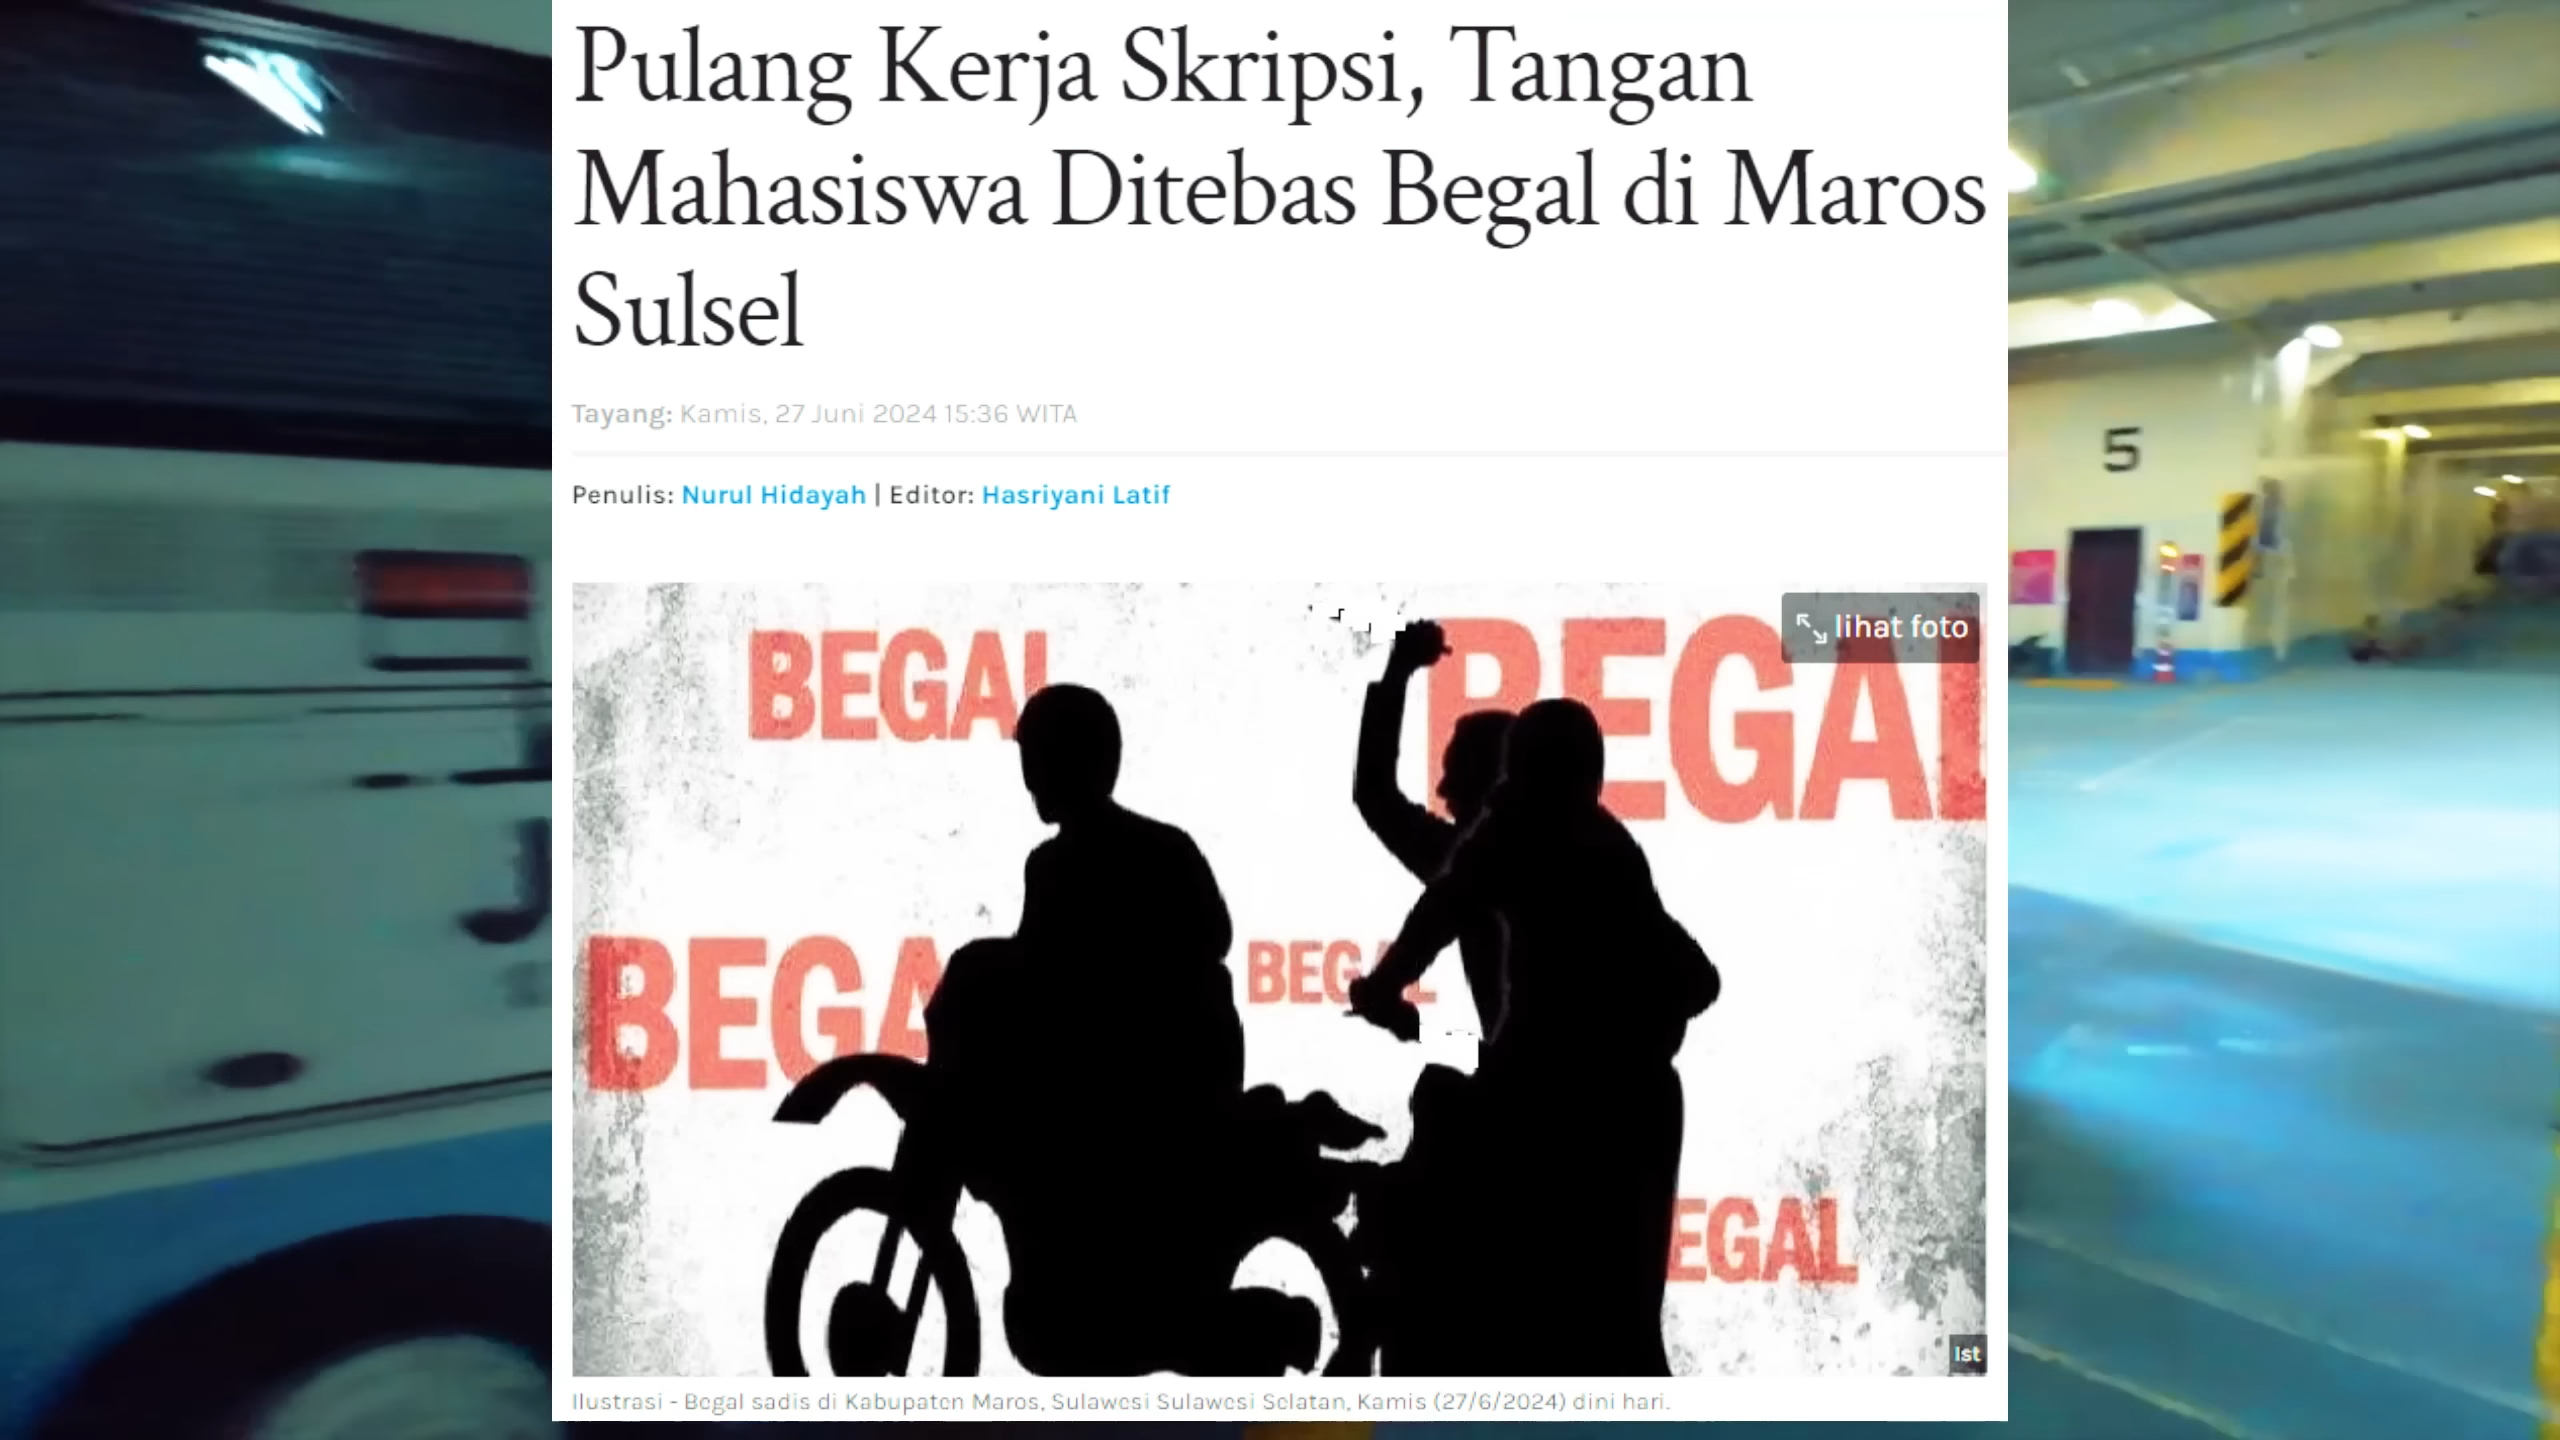 Pulang Kerja Skripsi, Tangan
Mahasiswa Ditebas Begal di Maros
Sulsel
Tayang: Kamis, 27 Juni 2024 15:36 WITA
Penulis: Nurul Hidayah | Editor: Hasriyani Latif
5
lihat foto
BEGAL
BEGAL
BEGA
BEGAL
EGAL
Ist
Ilustrasi - Begal sadis di Kabupaten Maros, Sulawesi Sulawesi Selatan, Kamis (27/6/2024) dini hari.